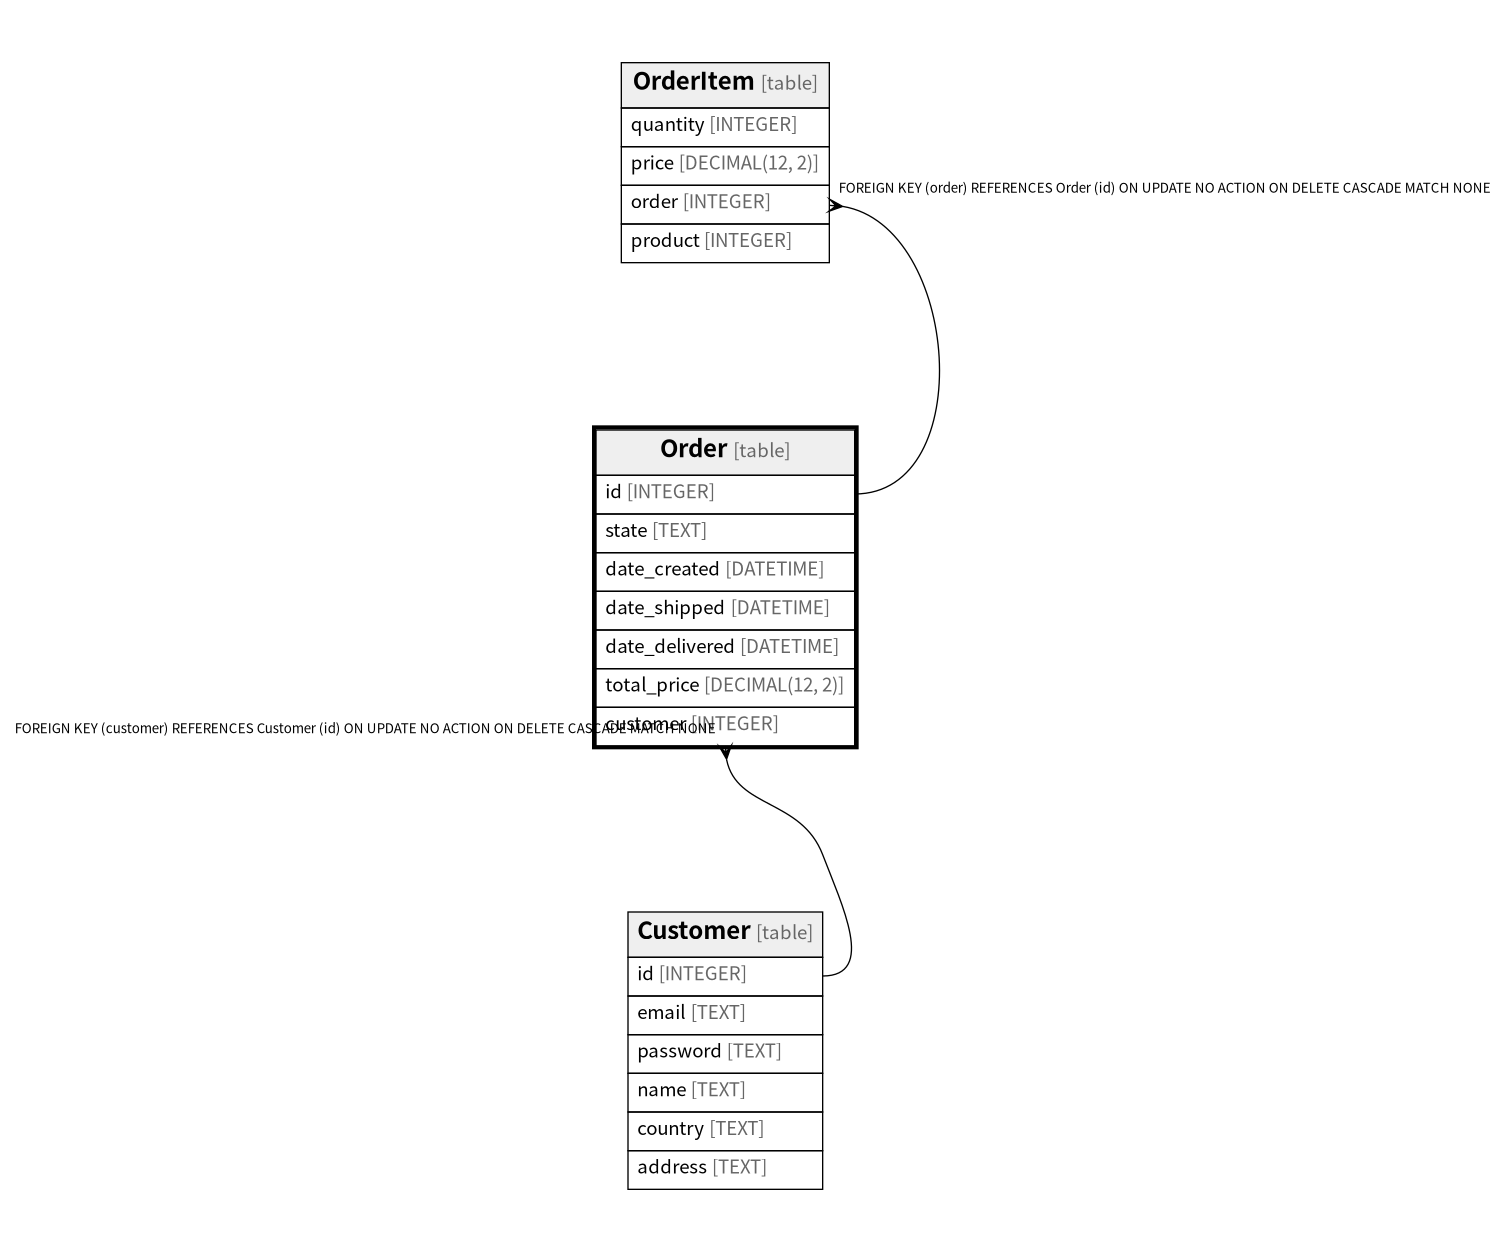 OrderItem [table]
quantity [INTEGER]
price [DECIMAL(12, 2)]
FOREIGN KEY (order) REFERENCES Order (id) ON UPDATE NO ACTION ON DELETE CASCADE MATCH NONE
order [INTEGER]
product [INTEGER]
Order [table]
id [INTEGER]
state [TEXT]
date_created [DATETIME]
date_shipped [DATETIME]
date_delivered [DATETIME]
total_price [DECIMAL(12, 2)]
customer [INTEGER]
FOREIGN KEY (customer) REFERENCES Customer (id) ON UPDATE NO ACTION ON DELETE CASCADE MATCH NONE
Customer [table]
id [INTEGER]
email [TEXT]
password [TEXT]
name [TEXT]
country [TEXT]
address [TEXT]